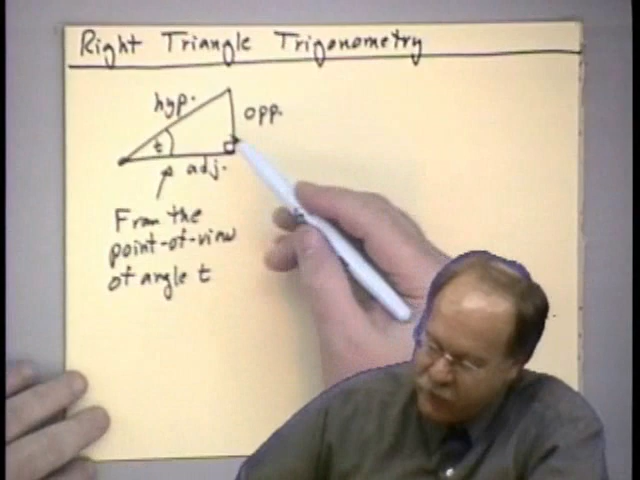 Right Triangle Trigonometry
hyp.
opp.
t
adj.
From the
point-of-view
of angle t